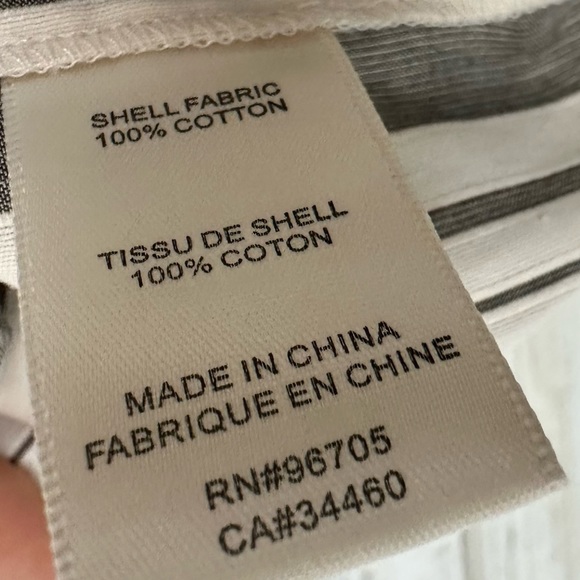 SHELL FABRIC
100% COTTON
TISSU DE SHELL
100% COTON
MADE IN CHINA
FABRIQUE EN CHINE
RN#96705
CA#34460